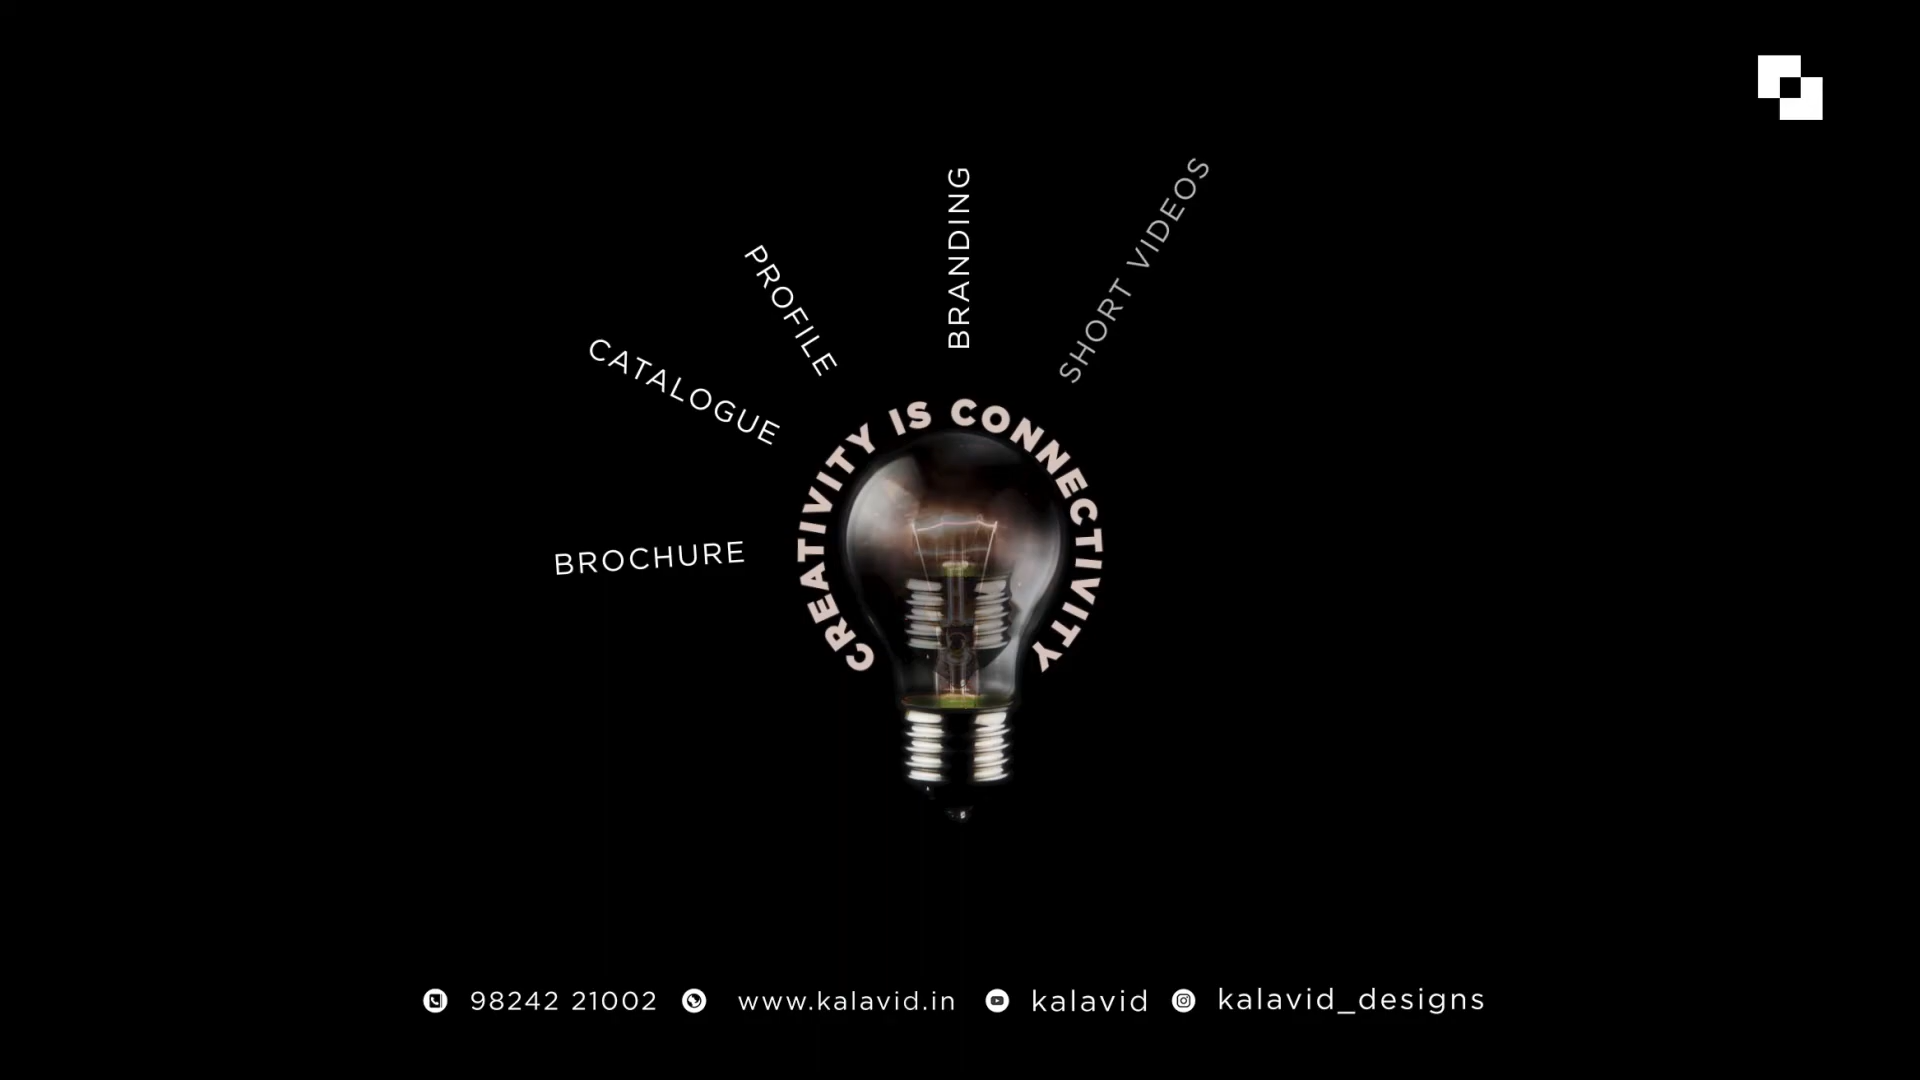 BROCHURE
CATALOGUE
PROFILE
BRANDING
SHORT VIDEOS
CREATIVITY IS CONNECTIVITY
98242 21002 www.kalavid.in kalavid kalavid_designs